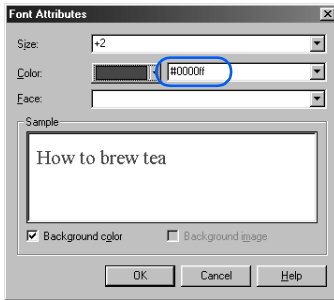 Font Attributes
Size: +2
Color: #0000ff
Face:
Sample
How to brew tea
Background color Background image
OK Cancel Help